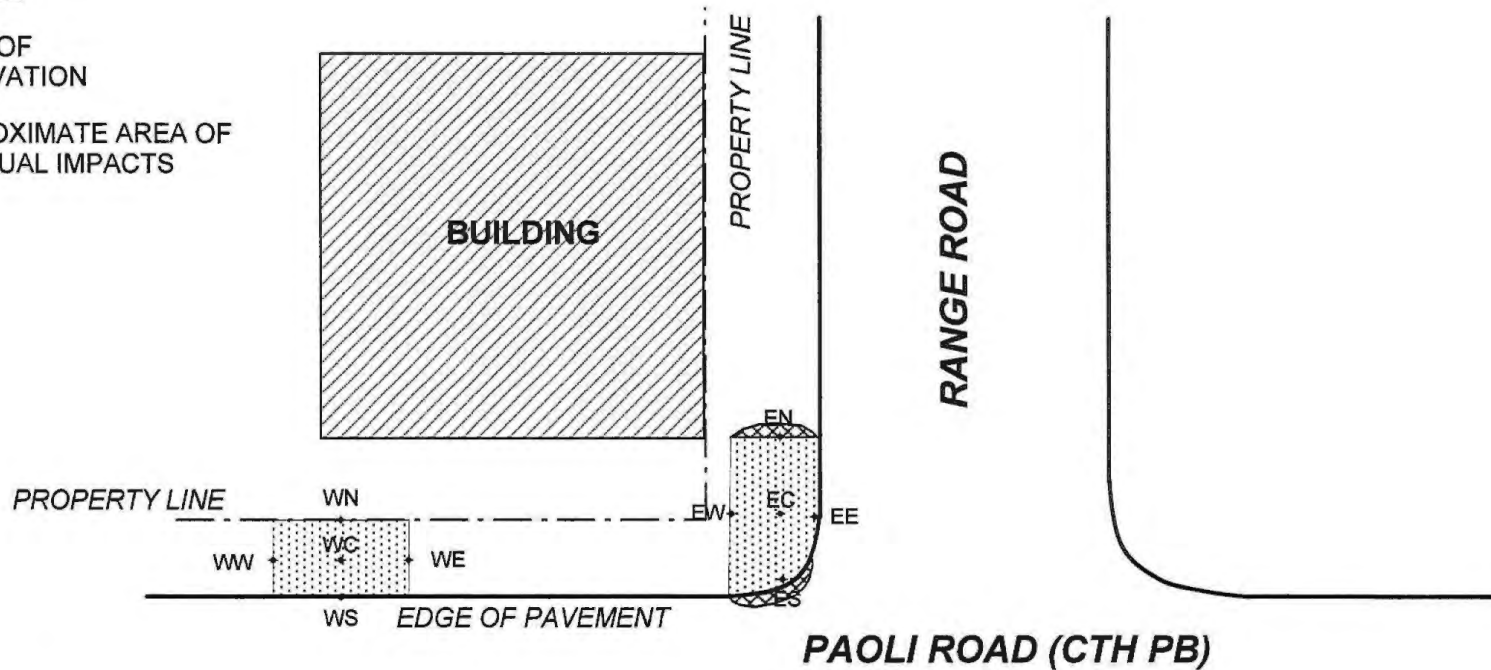 OF
VATION
OXIMATE AREA OF
UAL IMPACTS
BUILDING
PROPERTY LINE
RANGE ROAD
EN
EW
EC
EE
ES
PROPERTY LINE
WN
WW
WC
WE
WS
EDGE OF PAVEMENT
PAOLI ROAD (CTH PB)